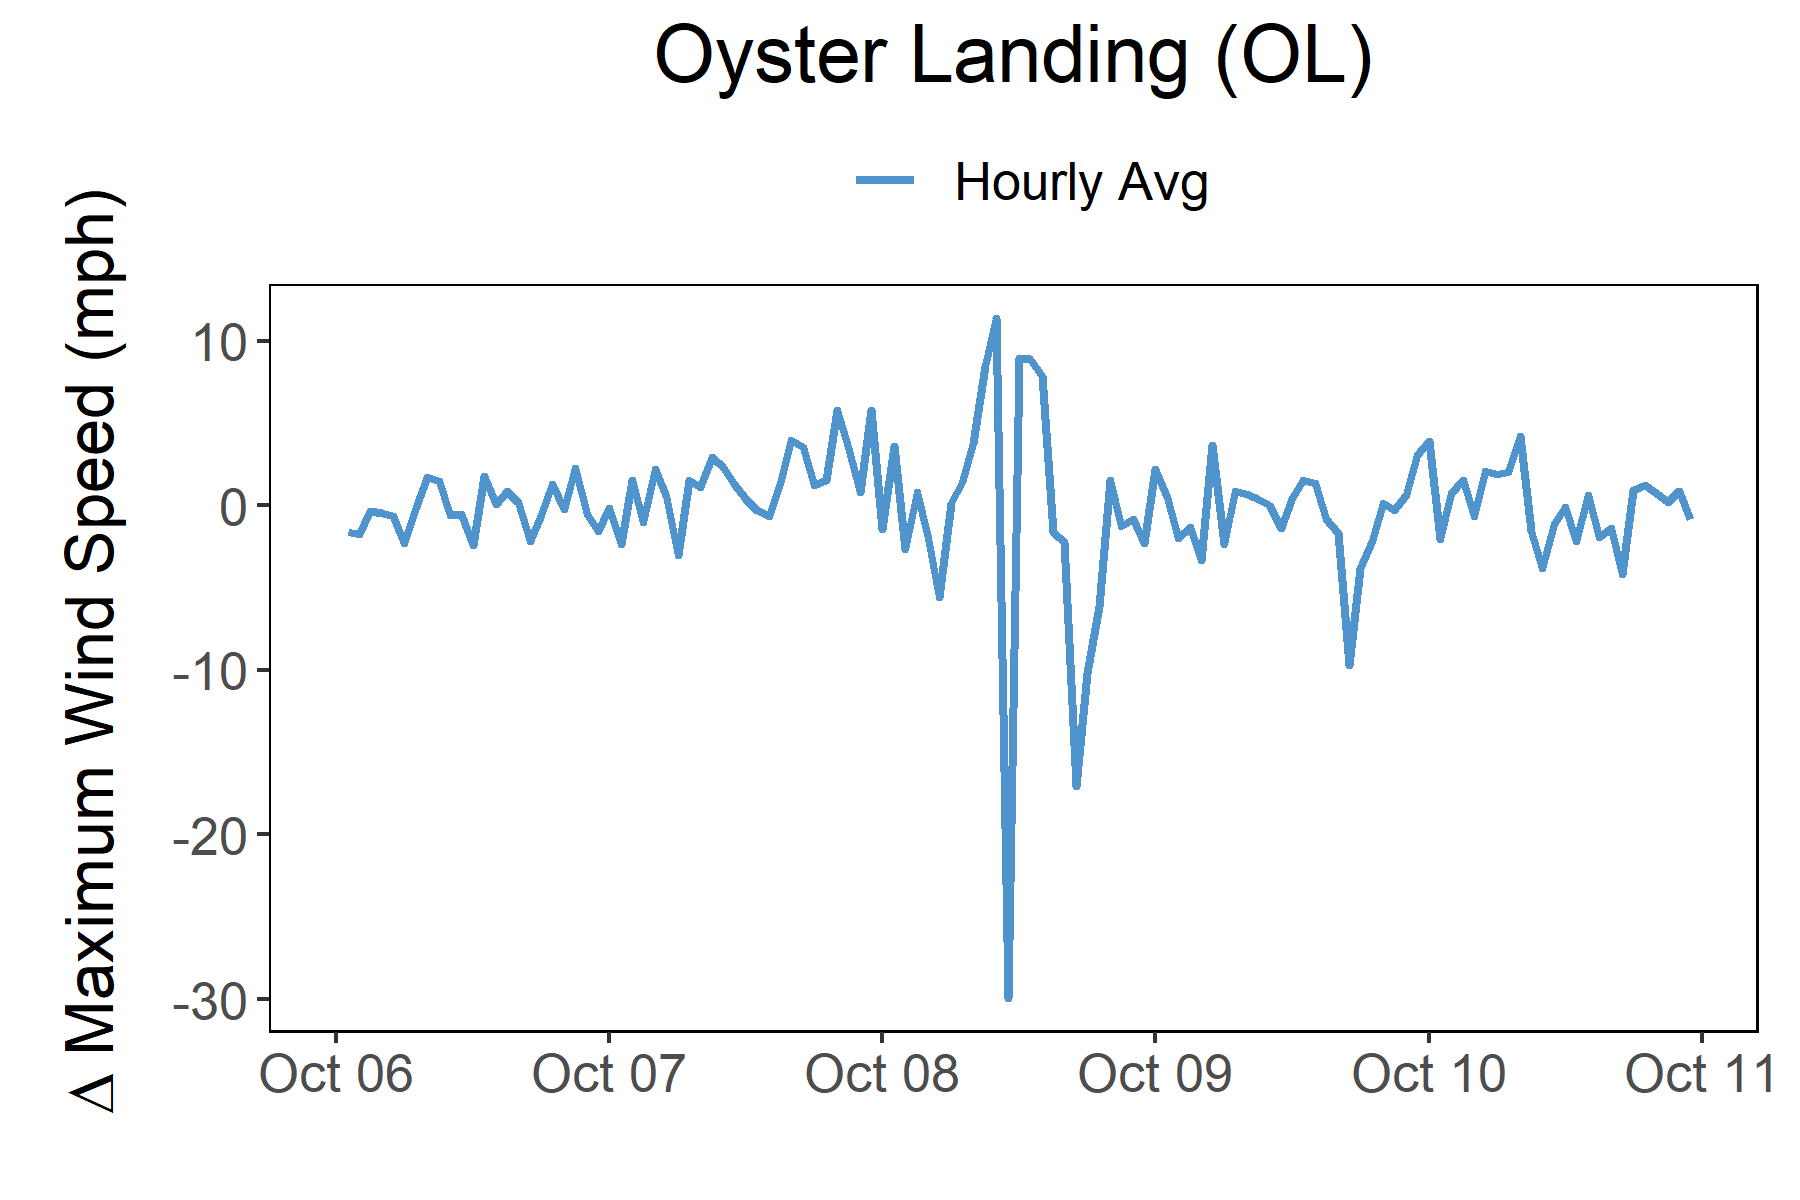 Oyster Landing (OL)
Hourly Avg
Δ Maximum Wind Speed (mph)
10
0
-10
-20
-30
Oct 06 Oct 07 Oct 08 Oct 09 Oct 10 Oct 11